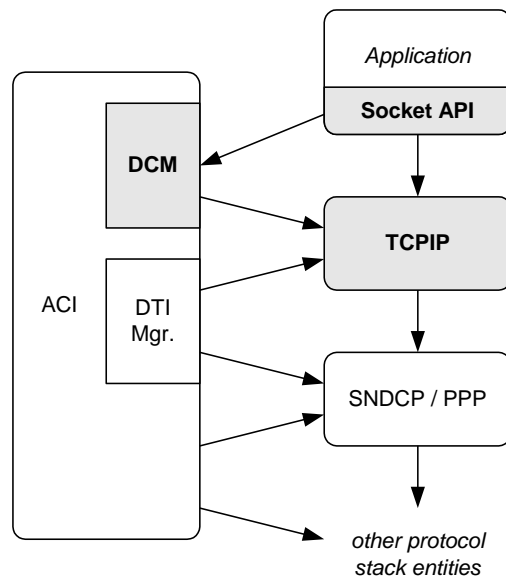 Application
Socket API
DCM
TCPIP
ACI
DTI
Mgr.
SNDCP / PPP
other protocol
stack entities